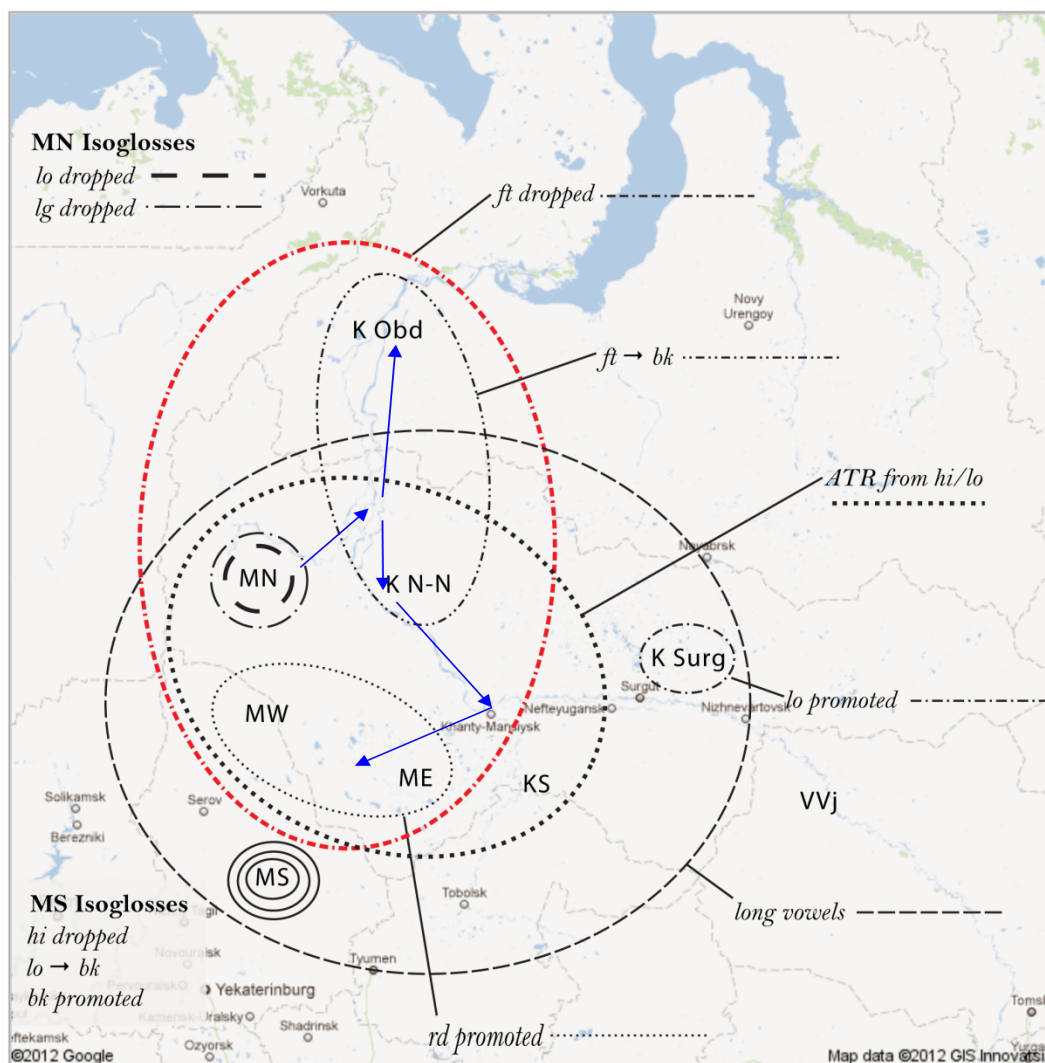 MN Isoglosses
lo dropped
lg dropped
Vorkuta
ft dropped
Novy
Urengoy
K Obd
ft → bk
ATR from hi/lo
MN
K N-N
K Surg
Surgut
Nefteyugansk
Nizhnevartovsk
lo promoted
MW
Khanty-Mansiysk
ME
KS
VVj
Solikamsk
Serov
Berezniki
MS
Tobolsk
long vowels
MS Isoglosses
hi dropped
lo → bk
bk promoted
Tyumen
Yekaterinburg
Shadrinsk
Ozyorsk
rd promoted
Tomsk
©2012 Google
Map data ©2012 GIS Innovats